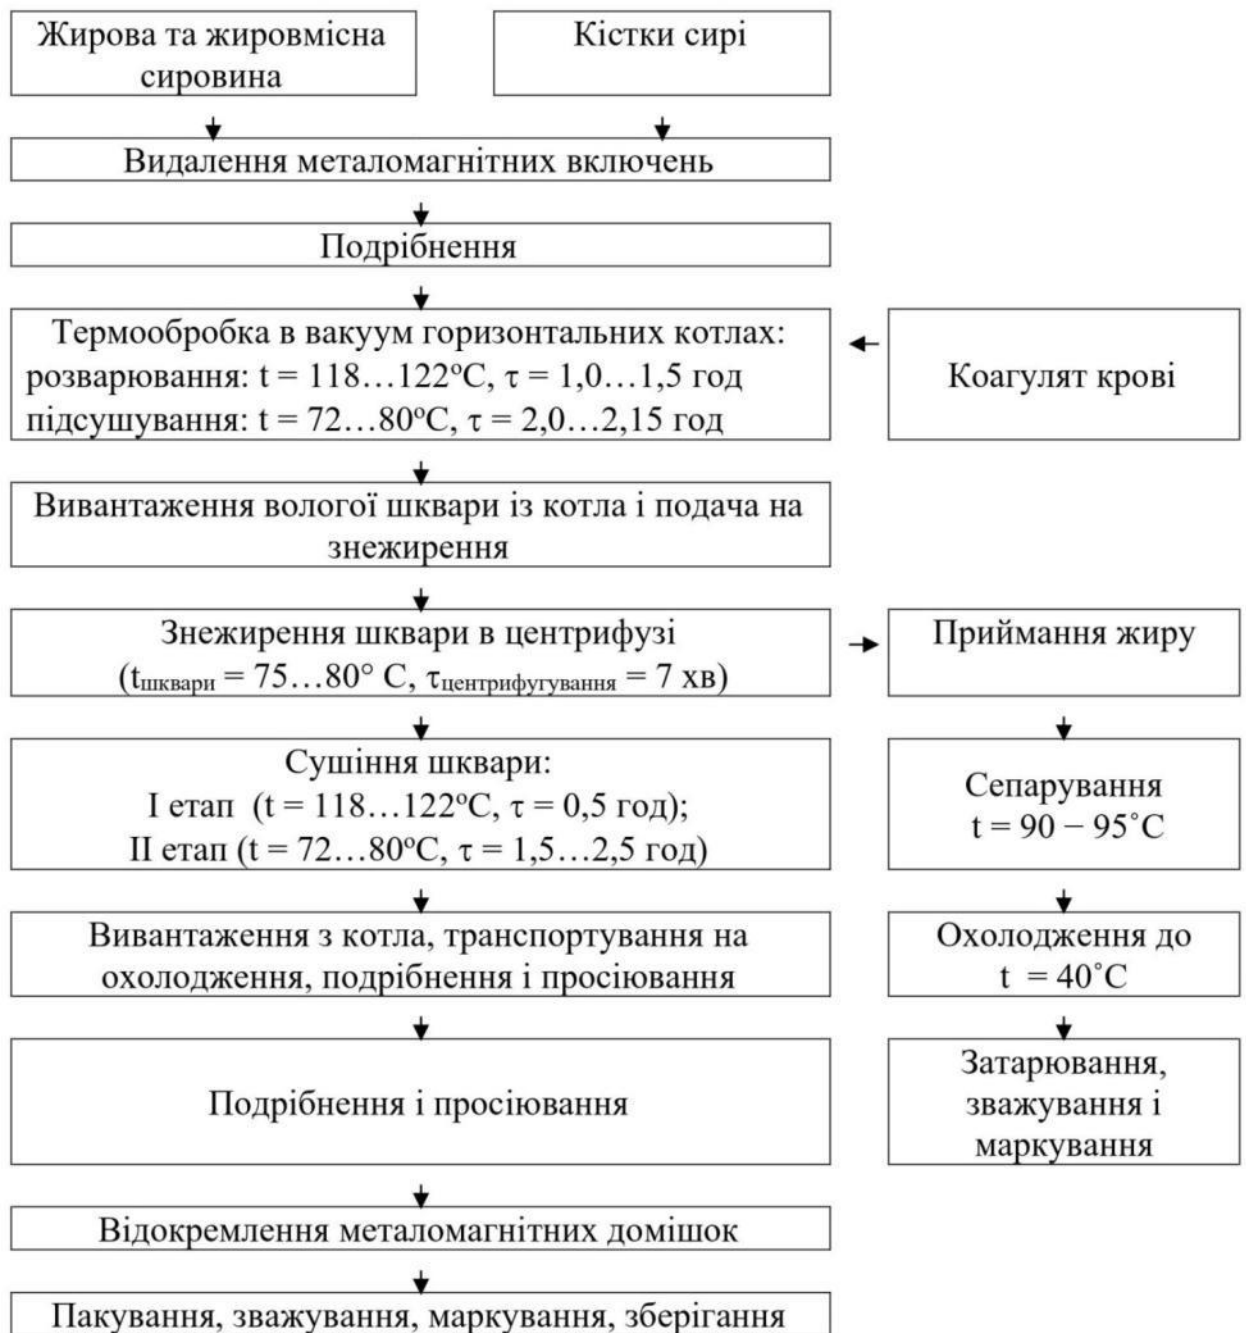 Жирова та жировмісна
сировина
Кістки сирі
Видалення металомагнітних включень
Подрібнення
Термообробка в вакуум горизонтальних котлах:
розварювання: t = 118…122ºС, τ = 1,0…1,5 год
підсушування: t = 72…80ºС, τ = 2,0…2,15 год
Коагулят крові
Вивантаження вологої шквари із котла і подача на
знежирення
Знежирення шквари в центрифузі
(tшквари = 75…80° С, τцентрифугування = 7 хв)
Приймання жиру
Сушіння шквари:
І етап (t = 118…122ºС, τ = 0,5 год);
ІІ етап (t = 72…80ºС, τ = 1,5…2,5 год)
Сепарування
t = 90 – 95˚С
Вивантаження з котла, транспортування на
охолодження, подрібнення і просіювання
Охолодження до
t = 40˚С
Подрібнення і просіювання
Затарювання,
зважування і
маркування
Відокремлення металомагнітних домішок
Пакування, зважування, маркування, зберігання